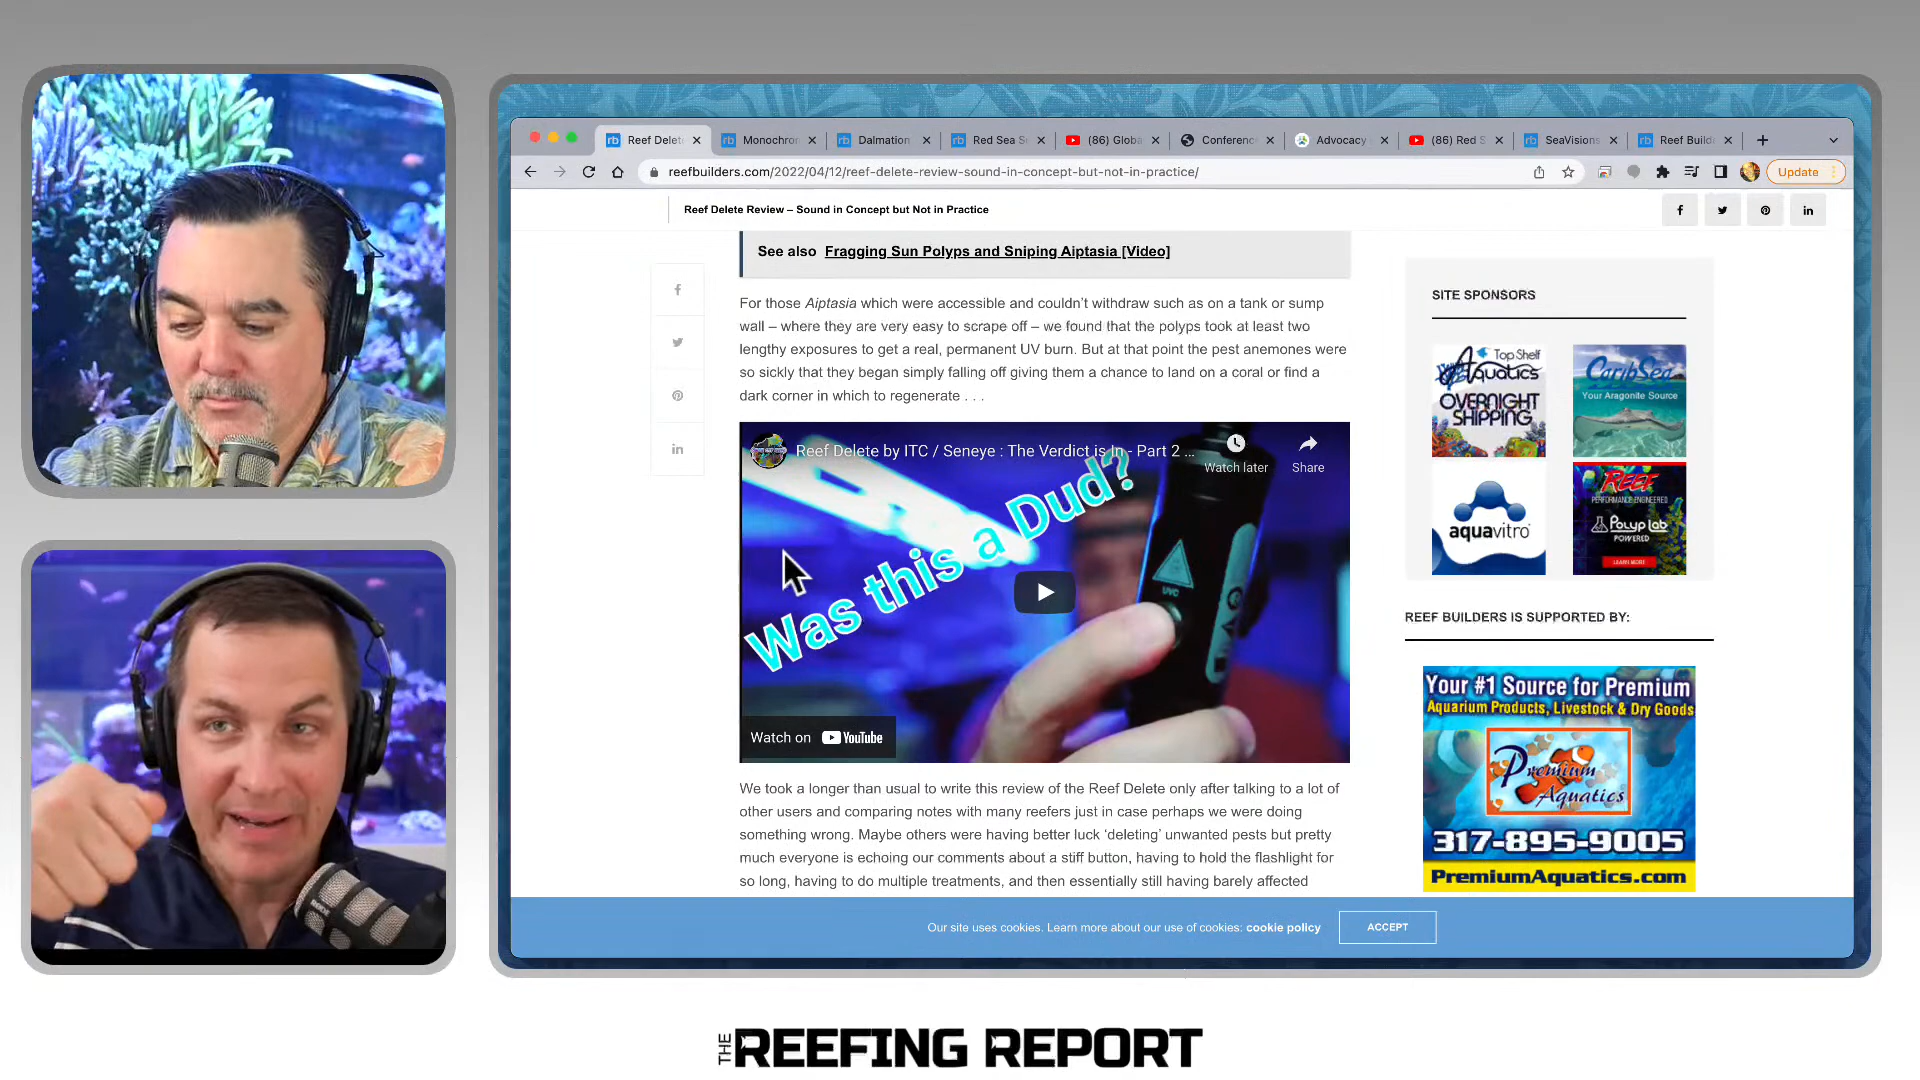 Reef Dele
Monochro
Dalmation
Red Sea S
(86) Globa
Conferenc
Advocacy
(86) Red S
SeaVisions
Reef Build
reefbuilders.com/2022/04/12/reef-delete-review-sound-in-concept-but-not-in-practice/
Update
Reef Delete Review – Sound in Concept but Not in Practice
See also Fragging Sun Polyps and Sniping Aiptasia [Video]
For those Aiptasia which were accessible and couldn't withdraw such as on a tank or sump
wall – where they are very easy to scrape off – we found that the polyps took at least two
lengthy exposures to get a real, permanent UV burn. But at that point the pest anemones were
so sickly that they began simply falling off giving them a chance to land on a coral or find a
dark corner in which to regenerate . . .
Reef Delete by ITC / Seneye : The Verdict is In - Part 2 ...
Watch later
Share
Was this a Dud?
UVC
Watch on YouTube
We took a longer than usual to write this review of the Reef Delete only after talking to a lot of
other users and comparing notes with many reefers just in case perhaps we were doing
something wrong. Maybe others were having better luck 'deleting' unwanted pests but pretty
much everyone is echoing our comments about a stiff button, having to hold the flashlight for
so long, having to do multiple treatments, and then essentially still having barely affected
SITE SPONSORS
Top Shelf
Aquatics
OVERNIGHT
SHIPPING
CaribSea
Your Aragonite Source
aquavitro
REEF
PERFORMANCE ENGINEERED
Polyp Lab
POWERED
LEARN MORE!
REEF BUILDERS IS SUPPORTED BY:
Your #1 Source for Premium
Aquarium Products, Livestock & Dry Goods
Premium
Aquatics
317-895-9005
PremiumAquatics.com
Our site uses cookies. Learn more about our use of cookies: cookie policy
ACCEPT
THE REEFING REPORT